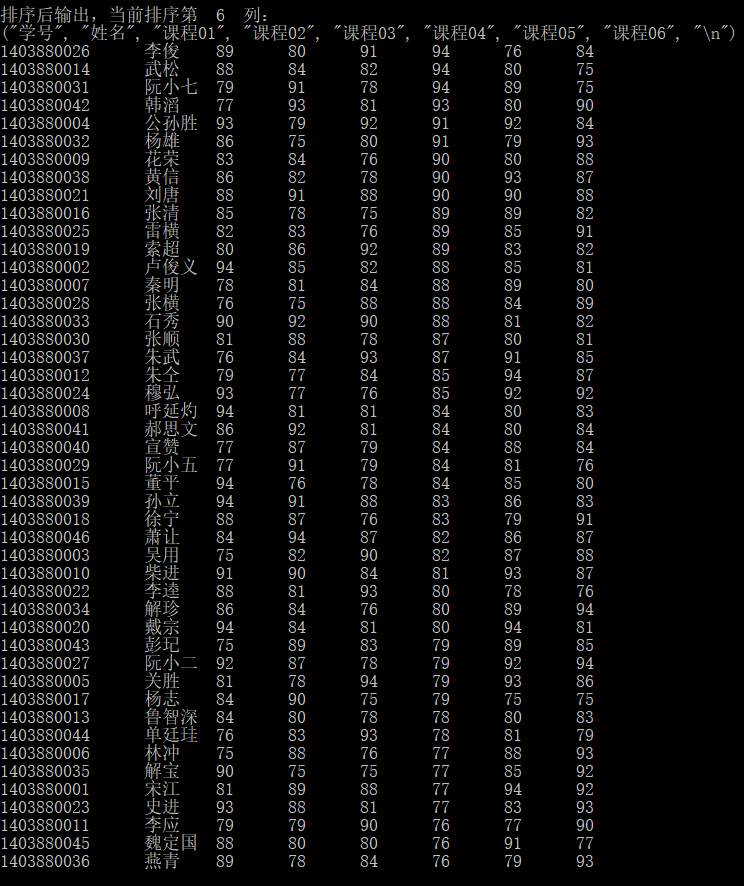 排序后输出，当前排序第  6  列：
("学号", "姓名", "课程01", "课程02", "课程03", "课程04", "课程05", "课程06", "\n")
1403880026 李俊 89 80 91 94 76 84
1403880014 武松 88 84 82 94 80 75
1403880031 阮小七 79 91 78 94 89 75
1403880042 韩滔 77 93 81 93 80 90
1403880004 公孙胜 93 79 92 91 92 84
1403880032 杨雄 86 75 80 91 79 93
1403880009 花荣 83 84 76 90 80 88
1403880038 黄信 86 82 78 90 93 87
1403880021 刘唐 88 91 88 90 90 88
1403880016 张清 85 78 75 89 89 82
1403880025 雷横 82 83 76 89 85 91
1403880019 索超 80 86 92 89 83 82
1403880002 卢俊义 94 85 82 88 85 81
1403880007 秦明 78 81 84 88 89 80
1403880028 张横 76 75 88 88 84 89
1403880033 石秀 90 92 90 88 81 82
1403880030 张顺 81 88 78 87 80 81
1403880037 朱武 76 84 93 87 91 85
1403880012 朱仝 79 77 84 85 94 87
1403880024 穆弘 93 77 76 85 92 92
1403880008 呼延灼 94 81 81 84 80 83
1403880041 郝思文 86 92 81 84 80 84
1403880040 宣赞 77 87 79 84 88 84
1403880029 阮小五 77 91 79 84 81 76
1403880015 董平 94 76 78 84 85 80
1403880039 孙立 94 91 88 83 86 83
1403880018 徐宁 88 87 76 83 79 91
1403880046 萧让 84 94 87 82 86 87
1403880003 吴用 75 82 90 82 87 88
1403880010 柴进 91 90 84 81 93 87
1403880022 李逵 88 81 93 80 78 76
1403880034 解珍 86 84 76 80 89 94
1403880020 戴宗 94 84 81 80 94 81
1403880043 彭玘 75 89 83 79 89 85
1403880027 阮小二 92 87 78 79 92 94
1403880005 关胜 81 78 94 79 93 86
1403880017 杨志 84 90 75 79 75 75
1403880013 鲁智深 84 80 78 78 80 83
1403880044 单廷珪 76 83 93 78 81 79
1403880006 林冲 75 88 76 77 88 93
1403880035 解宝 90 75 75 77 85 92
1403880001 宋江 81 89 88 77 94 92
1403880023 史进 93 88 81 77 83 93
1403880011 李应 79 79 90 76 77 90
1403880045 魏定国 88 80 80 76 91 77
1403880036 燕青 89 78 84 76 79 93